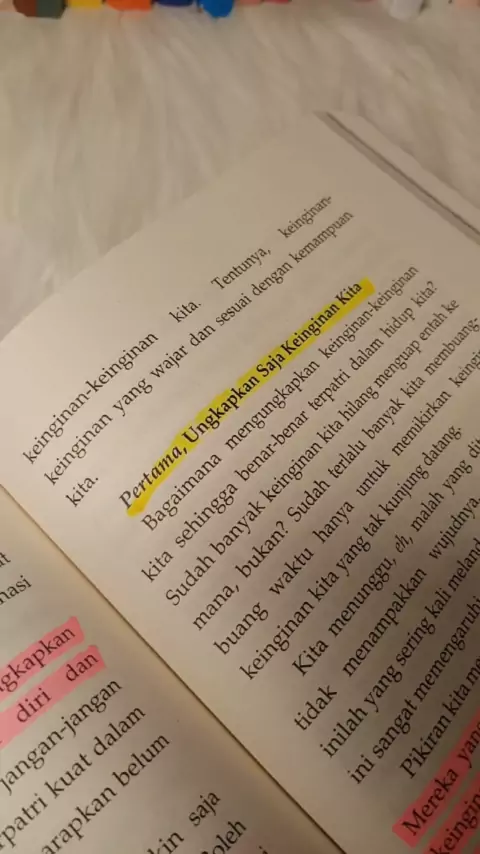 ngkapkan
diri dan
jangan-jangan
patri kuat dalam
arapkan belum
kin saja
oleh
keinginan-keinginan kita. Tentunya, keinginan-
keinginan yang wajar dan sesuai dengan kemampuan
kita.
Pertama, Ungkapkan Saja Keinginan Kita
Bagaimana mengungkapkan keinginan-keinginan
kita sehingga benar-benar terpatri dalam hidup kita?
Sudah banyak keinginan kita hilang menguap entah ke
mana, bukan? Sudah terlalu banyak kita membuang-
buang waktu hanya untuk memikirkan
keinginan kita yang tak kunjung datang.
Kita menunggu, eh, malah yang
tidak menampakkan wujudnya.
inilah yang sering kali
ini sangat
Pikiran kita
Mereka